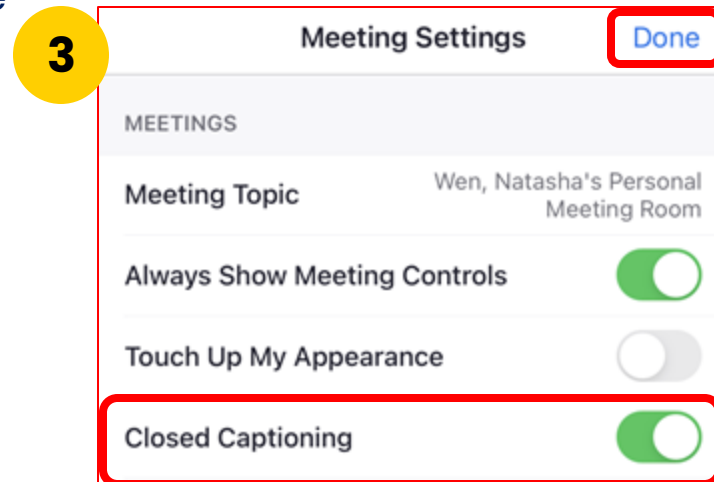 3
Meeting Settings Done
MEETINGS
Meeting Topic Wen, Natasha's Personal
Meeting Room
Always Show Meeting Controls
Touch Up My Appearance
Closed Captioning